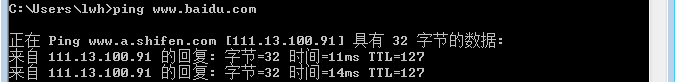 C:\Users\lwh>ping www.baidu.com
正在 Ping www.a.shifen.com [111.13.100.91] 具有 32 字节的数据:
来自 111.13.100.91 的回复: 字节=32 时间=11ms TTL=127
来自 111.13.100.91 的回复: 字节=32 时间=14ms TTL=127